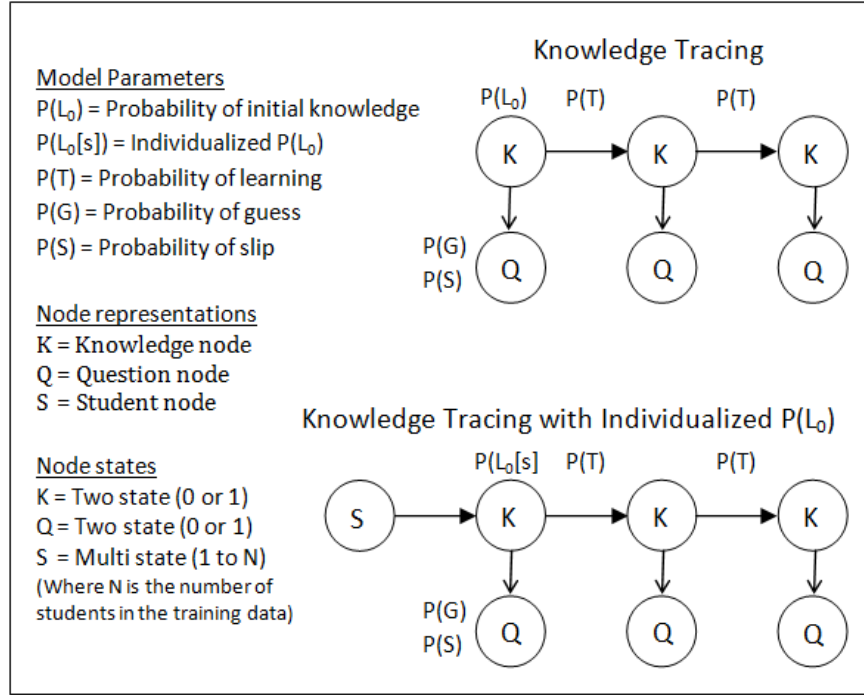 Model Parameters
P(L₀) = Probability of initial knowledge
P(L₀[s]) = Individualized P(L₀)
P(T) = Probability of learning
P(G) = Probability of guess
P(S) = Probability of slip
Node representations
K = Knowledge node
Q = Question node
S = Student node
Node states
K = Two state (0 or 1)
Q = Two state (0 or 1)
S = Multi state (1 to N)
(Where N is the number of
students in the training data)
Knowledge Tracing
P(L₀) P(T) P(T)
K K K
P(G)
P(S)
Q Q Q
Knowledge Tracing with Individualized P(L₀)
P(L₀[s] P(T) P(T)
S K K K
P(G)
P(S)
Q Q Q